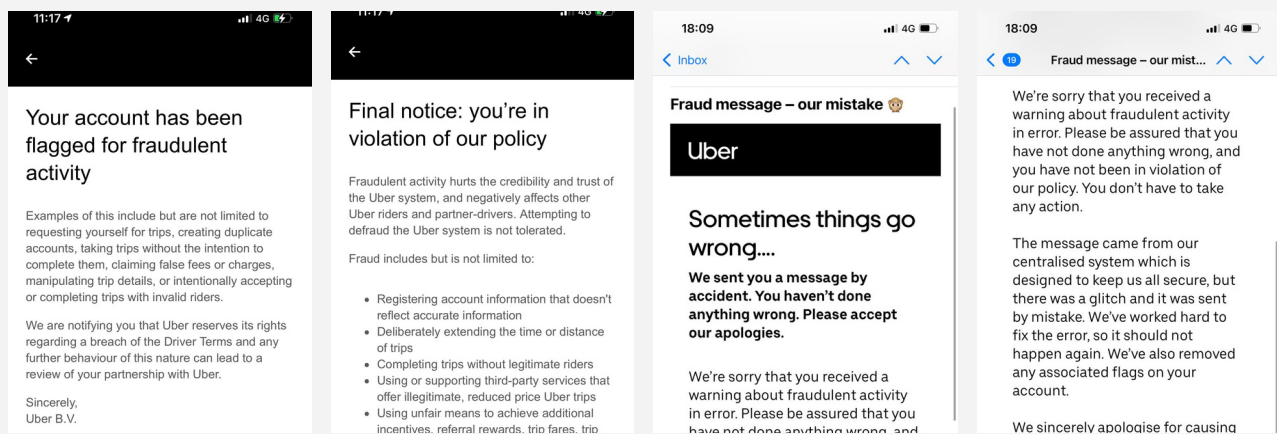 11:17
4G
Your account has been
flagged for fraudulent
activity
Examples of this include but are not limited to
requesting yourself for trips, creating duplicate
accounts, taking trips without the intention to
complete them, claiming false fees or charges,
manipulating trip details, or intentionally accepting
or completing trips with invalid riders.
We are notifying you that Uber reserves its rights
regarding a breach of the Driver Terms and any
further behaviour of this nature can lead to a
review of your partnership with Uber.
Sincerely,
Uber B.V.
11:17
4G
Final notice: you're in
violation of our policy
Fraudulent activity hurts the credibility and trust of
the Uber system, and negatively affects other
Uber riders and partner-drivers. Attempting to
defraud the Uber system is not tolerated.
Fraud includes but is not limited to:
• Registering account information that doesn't
reflect accurate information
• Deliberately extending the time or distance
of trips
• Completing trips without legitimate riders
• Using or supporting third-party services that
offer illegitimate, reduced price Uber trips
• Using unfair means to achieve additional
incentives, referral rewards, trip fares, trip
18:09
4G
Inbox
Fraud message – our mistake 🙊
Uber
Sometimes things go
wrong....
We sent you a message by
accident. You haven't done
anything wrong. Please accept
our apologies.
We're sorry that you received a
warning about fraudulent activity
in error. Please be assured that you
have not done anything wrong, and
18:09
4G
19
Fraud message – our mist...
We're sorry that you received a
warning about fraudulent activity
in error. Please be assured that you
have not done anything wrong, and
you have not been in violation of
our policy. You don't have to take
any action.
The message came from our
centralised system which is
designed to keep us all secure, but
there was a glitch and it was sent
by mistake. We've worked hard to
fix the error, so it should not
happen again. We've also removed
any associated flags on your
account.
We sincerely apologise for causing